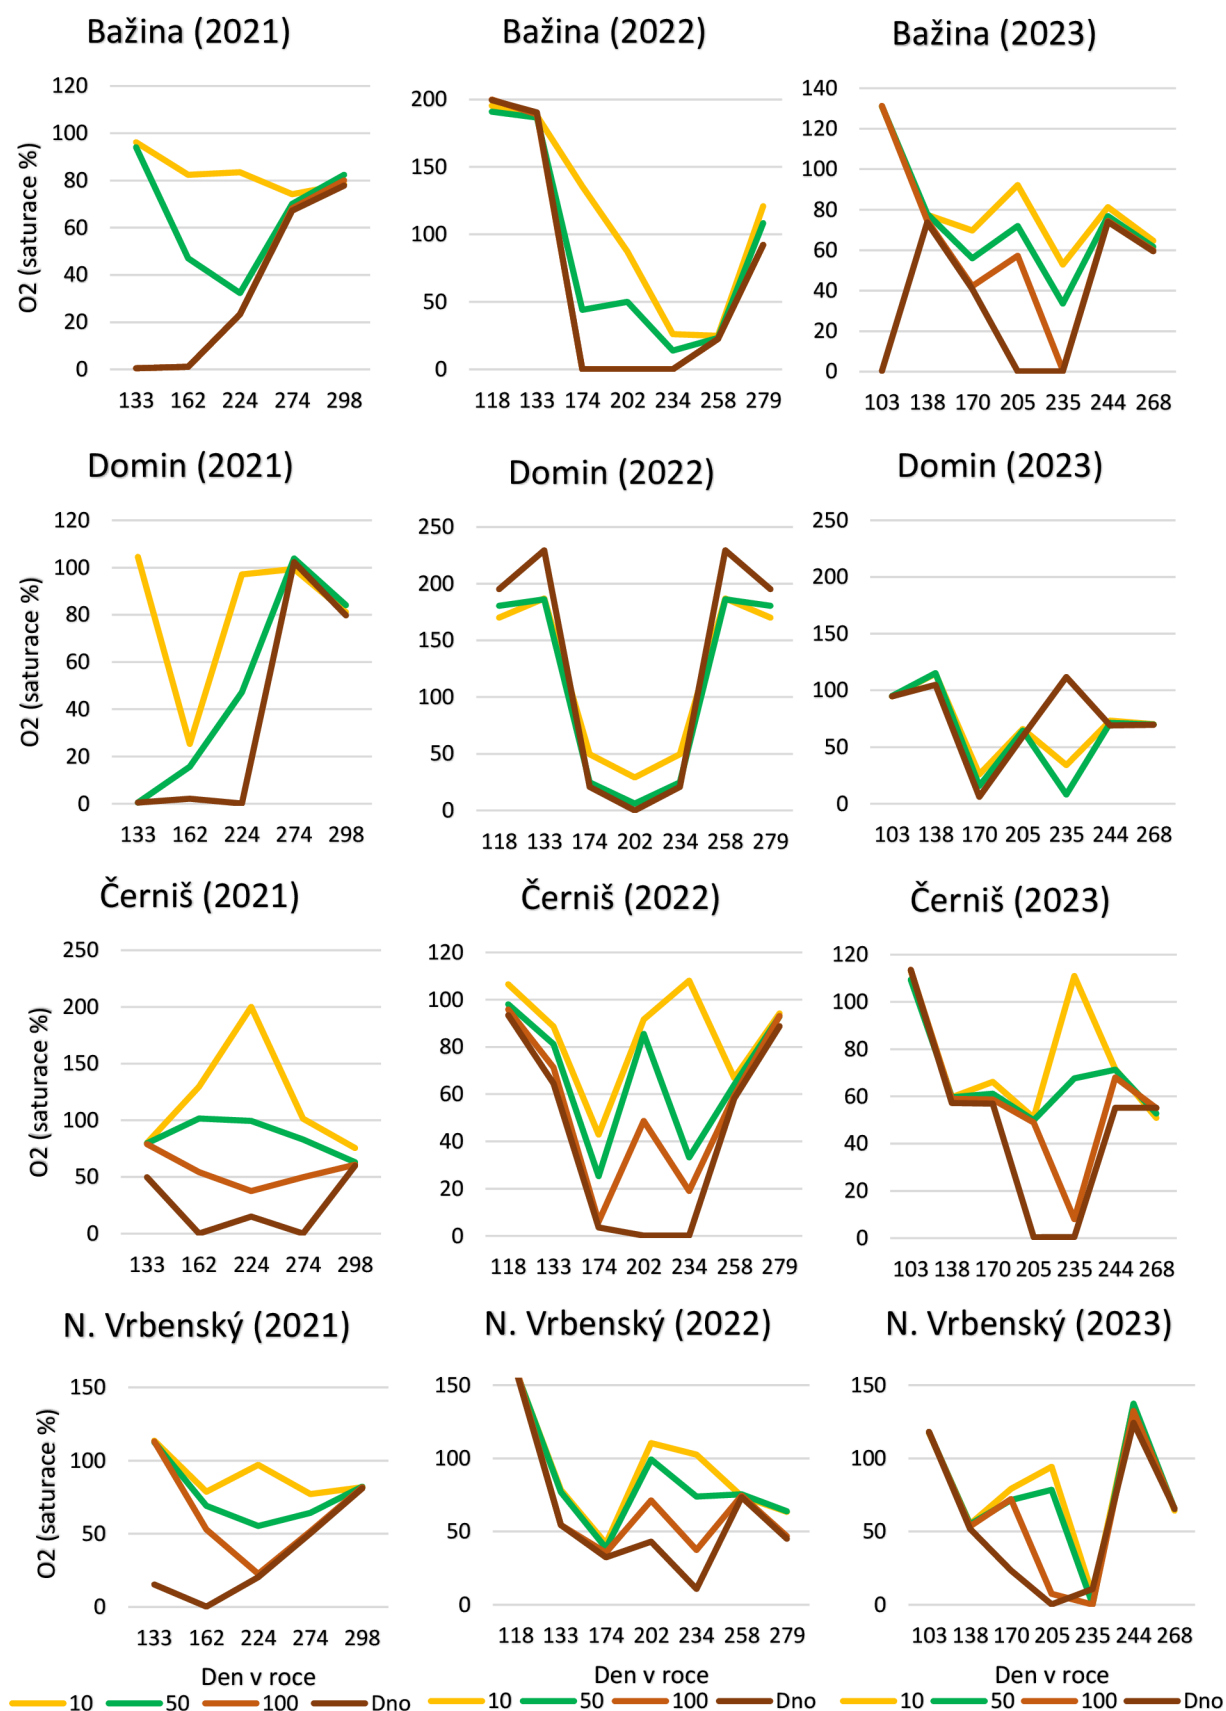 Bažina (2021)
Bažina (2022)
Bažina (2023)
O2 (saturace %)
120
100
80
60
40
20
0
133 162 224 274 298
200
150
100
50
0
118 133 174 202 234 258 279
140
120
100
80
60
40
20
0
103 138 170 205 235 244 268
Domin (2021)
Domin (2022)
Domin (2023)
O2 (saturace %)
120
100
80
60
40
20
0
133 162 224 274 298
250
200
150
100
50
0
118 133 174 202 234 258 279
250
200
150
100
50
0
103 138 170 205 235 244 268
Černiš (2021)
Černiš (2022)
Černiš (2023)
O2 (saturace %)
250
200
150
100
50
0
133 162 224 274 298
120
100
80
60
40
20
0
118 133 174 202 234 258 279
120
100
80
60
40
20
0
103 138 170 205 235 244 268
N. Vrbenský (2021)
N. Vrbenský (2022)
N. Vrbenský (2023)
O2 (saturace %)
150
100
50
0
133 162 224 274 298
150
100
50
0
118 133 174 202 234 258 279
150
100
50
0
103 138 170 205 235 244 268
Den v roce
Den v roce
Den v roce
10 50 100 Dno
10 50 100 Dno
10 50 100 Dno